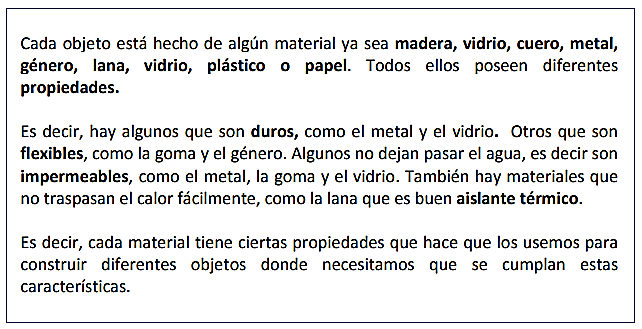 Cada objeto está hecho de algún material ya sea madera, vidrio, cuero, metal,
género, lana, vidrio, plástico o papel. Todos ellos poseen diferentes
propiedades.
Es decir, hay algunos que son duros, como el metal y el vidrio. Otros que son
flexibles, como la goma y el género. Algunos no dejan pasar el agua, es decir son
impermeables, como el metal, la goma y el vidrio. También hay materiales que
no traspasan el calor fácilmente, como la lana que es buen aislante térmico.
Es decir, cada material tiene ciertas propiedades que hace que los usemos para
construir diferentes objetos donde necesitamos que se cumplan estas
características.